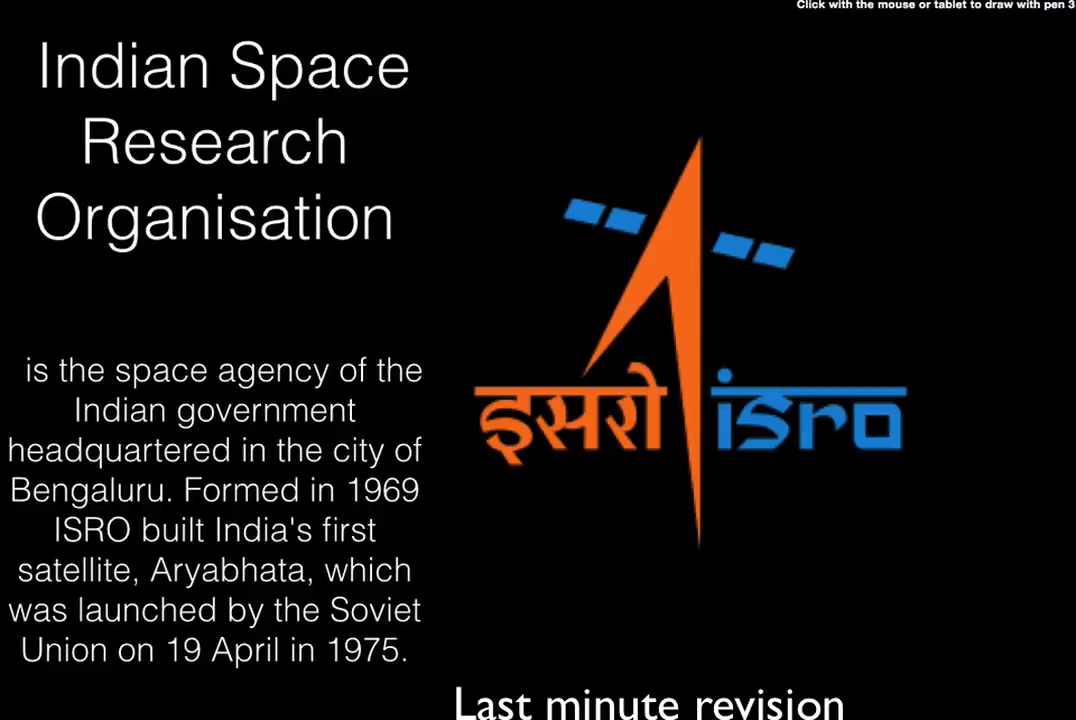 Click with the mouse or tablet to draw with pen 3
Indian Space
Research
Organisation
is the space agency of the
Indian government
headquartered in the city of
Bengaluru. Formed in 1969
ISRO built India's first
satellite, Aryabhata, which
was launched by the Soviet
Union on 19 April in 1975.
इसरो isro
Last minute revision